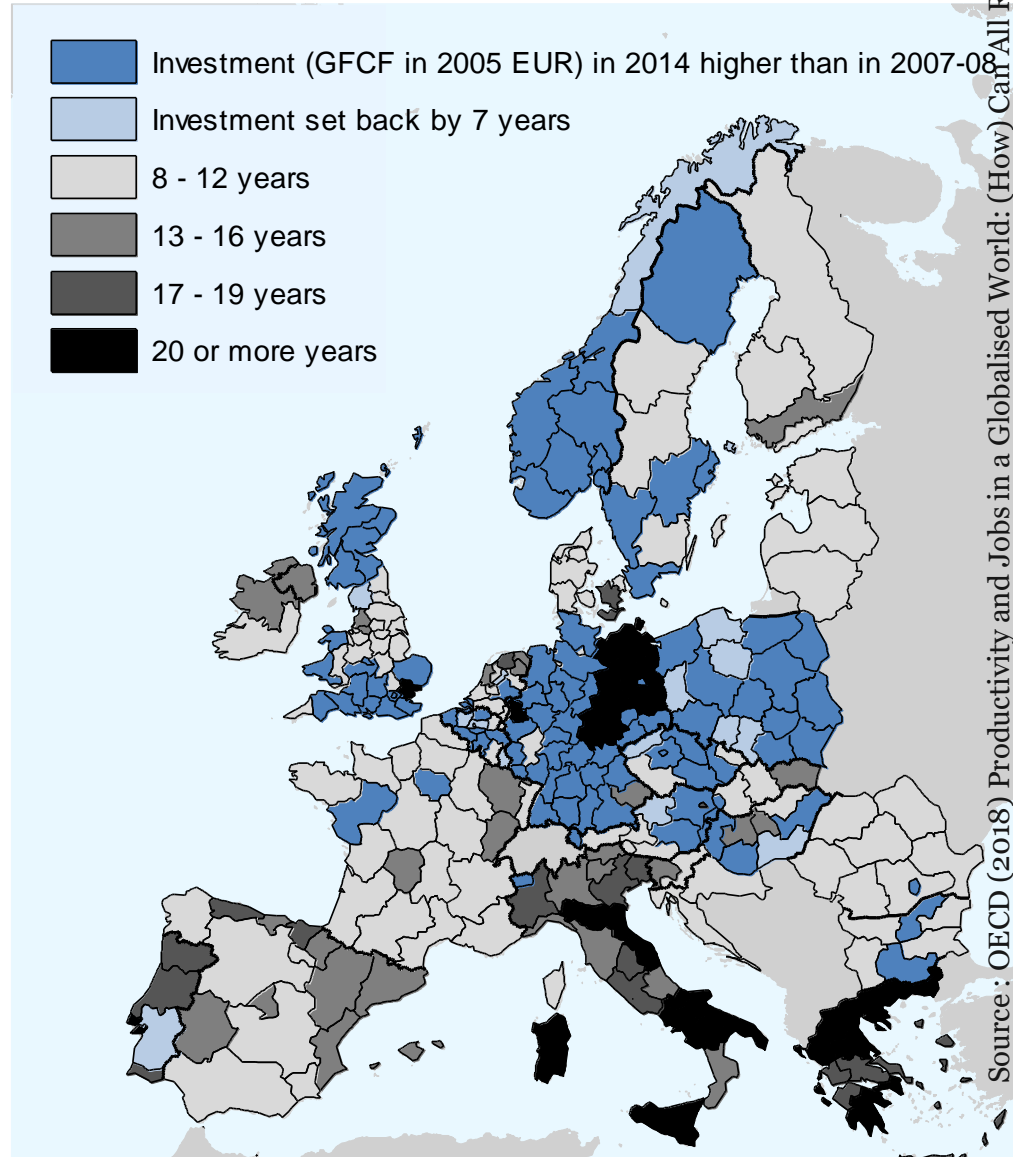 Investment (GFCF in 2005 EUR) in 2014 higher than in 2007-08
Investment set back by 7 years
8 - 12 years
13 - 16 years
17 - 19 years
20 or more years
Source : OECD (2018) Productivity and Jobs in a Globalised World: (How) Can All